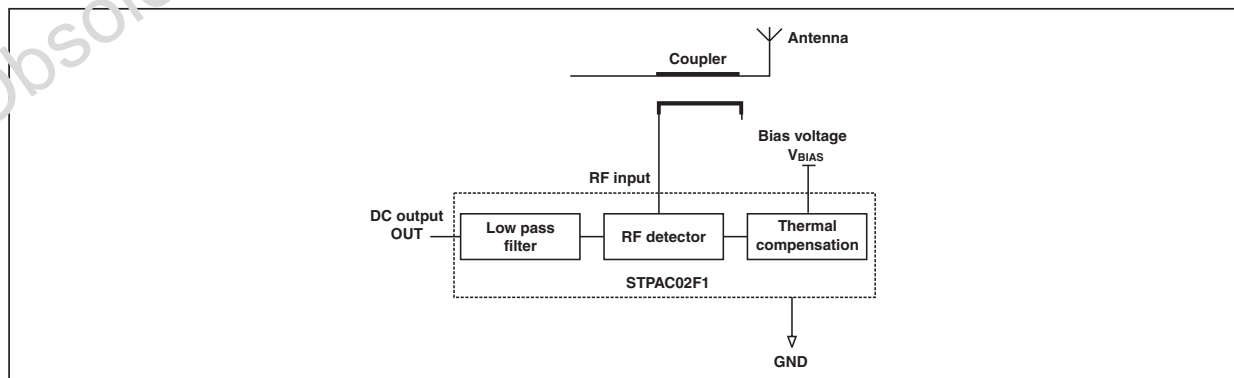 Obsol
Antenna
Coupler
Bias voltage
VBIAS
RF input
DC output
OUT
Low pass
filter
RF detector
Thermal
compensation
STPAC02F1
GND